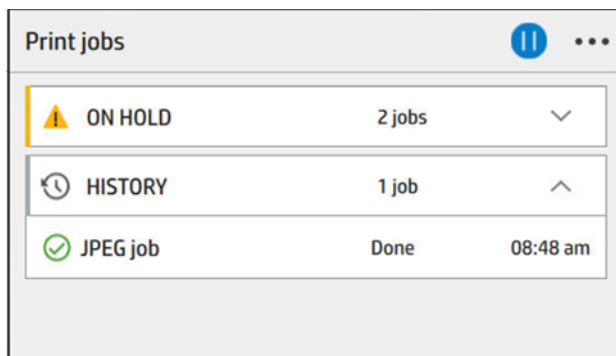 Print jobs
ON HOLD 2 jobs
HISTORY 1 job
JPEG job Done 08:48 am